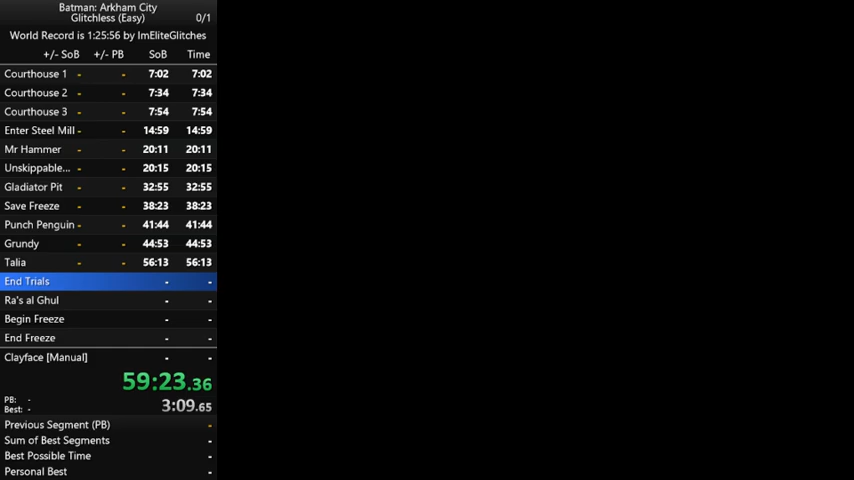 Batman: Arkham City
Glitchless (Easy) 0/1
World Record is 1:25:56 by ImEliteGlitches
+/- SoB +/- PB SoB Time
Courthouse 1 - - 7:02 7:02
Courthouse 2 - - 7:34 7:34
Courthouse 3 - - 7:54 7:54
Enter Steel Mill - - 14:59 14:59
Mr Hammer - - 20:11 20:11
Unskippable... - - 20:15 20:15
Gladiator Pit - - 32:55 32:55
Save Freeze - - 38:23 38:23
Punch Penguin - - 41:44 41:44
Grundy - - 44:53 44:53
Talia - - 56:13 56:13
End Trials - -
Ra's al Ghul - -
Begin Freeze - -
End Freeze - -
Clayface [Manual] - -
59:23.36
PB: -
Best: - 3:09.65
Previous Segment (PB) -
Sum of Best Segments -
Best Possible Time -
Personal Best -